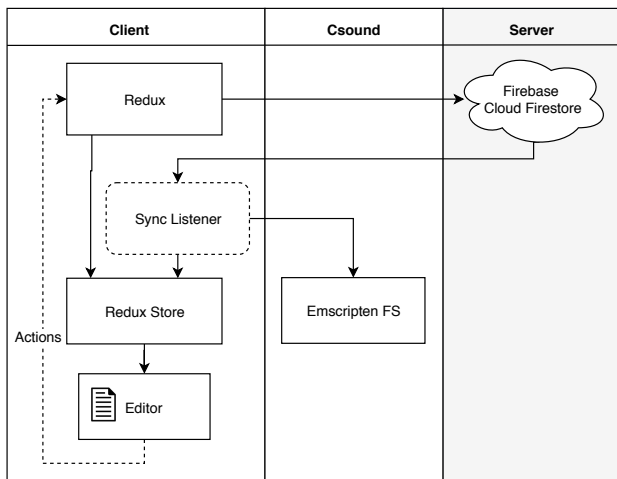 Client
Csound
Server
Redux
Firebase
Cloud Firestore
Sync Listener
Redux Store
Emscripten FS
Actions
Editor